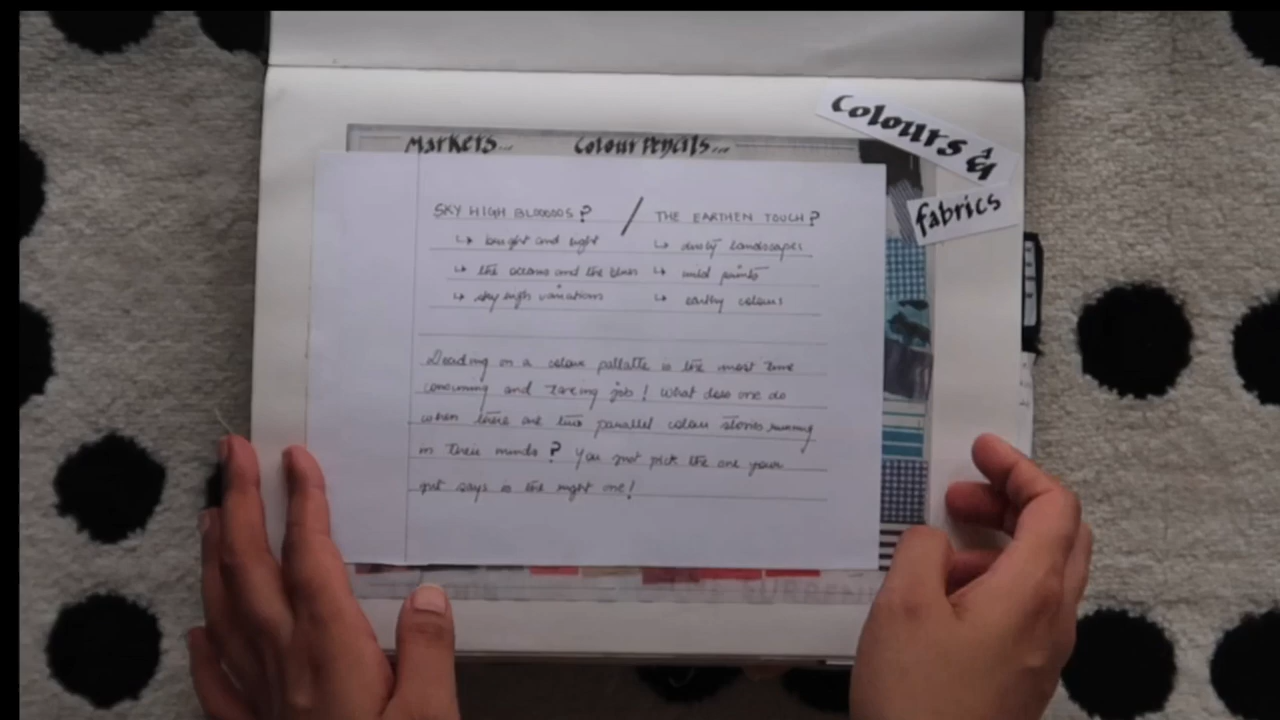 Colours &
fabrics
Markers... Colour Pencils...
SKY HIGH BLOOOOS? / THE EARTHEN TOUCH?
↳ bright and light ↳ dusty landscapes
↳ the oceans and the blues ↳ mild paints
↳ sky high variations ↳ earthy colours
Deciding on a colour pallatte is the most time
consuming and taxing job! What does one do
when there are two parallel colour stories running
in their minds? You just pick the one your
gut says is the right one!